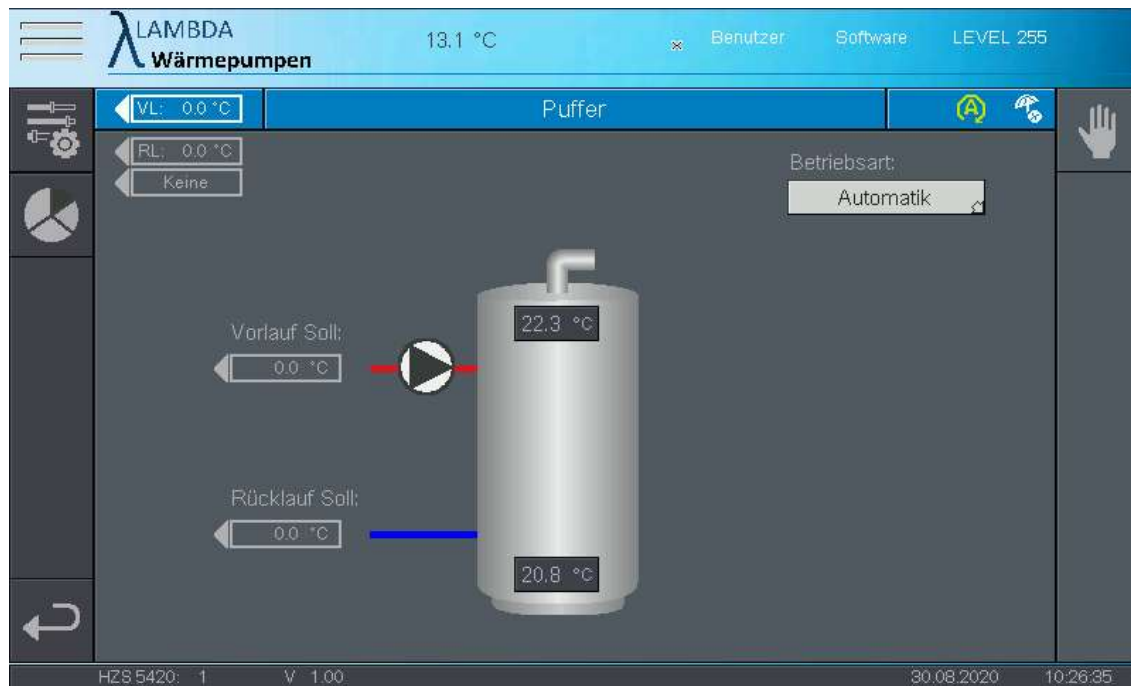 LAMBDA
Wärmepumpen
13.1 °C
Benutzer
Software
LEVEL 255
VL: 0.0 °C
Puffer
RL: 0.0 °C
Keine
Betriebsart:
Automatik
22.3 °C
Vorlauf Soll:
0.0 °C
Rücklauf Soll:
0.0 °C
20.8 °C
HZS 5420: 1 V 1.00 30.08.2020 10:26:35